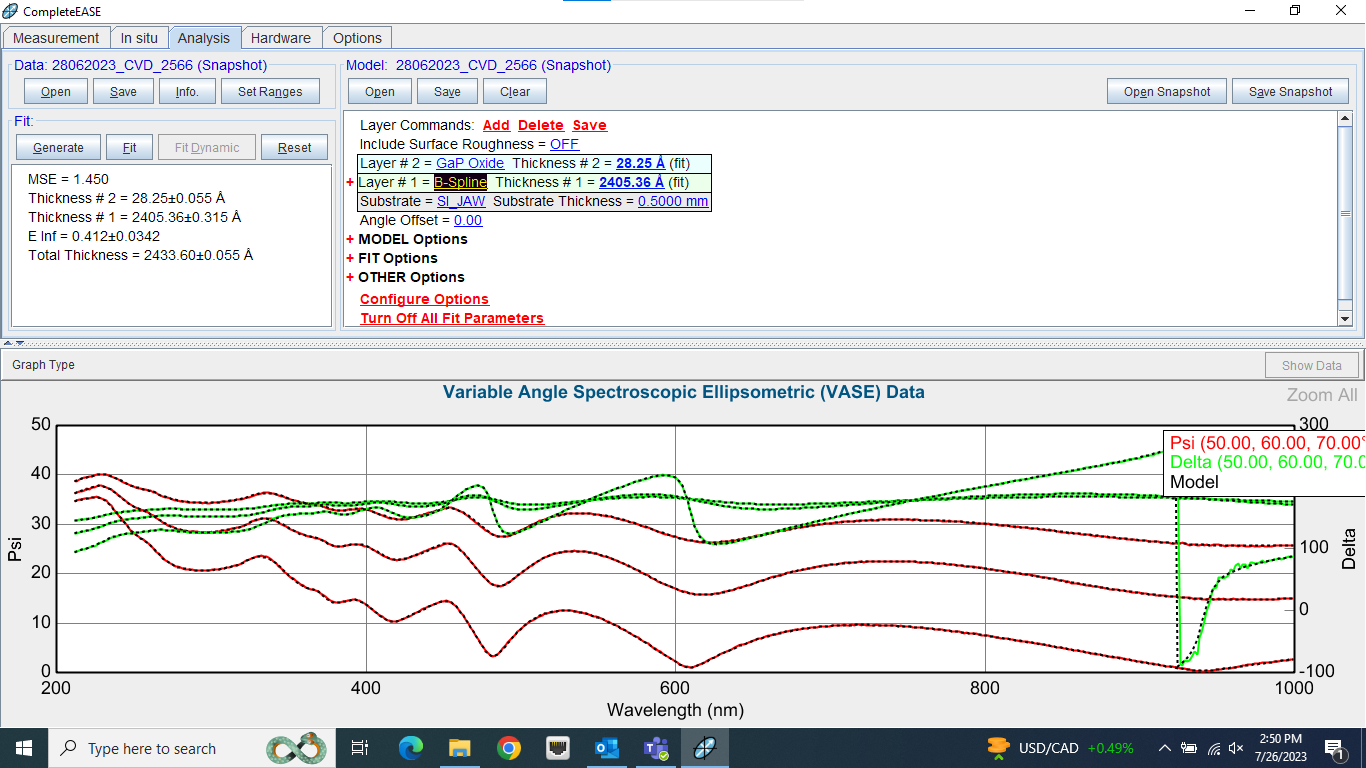 CompleteEASE
Measurement In situ Analysis Hardware Options
Data: 28062023_CVD_2566 (Snapshot)
Open Save Info. Set Ranges
Fit:
Generate Fit Fit Dynamic Reset
MSE = 1.450
Thickness # 2 = 28.25±0.055 Å
Thickness # 1 = 2405.36±0.315 Å
E Inf = 0.412±0.0342
Total Thickness = 2433.60±0.055 Å
Model: 28062023_CVD_2566 (Snapshot)
Open Save Clear Open Snapshot Save Snapshot
Layer Commands: Add Delete Save
Include Surface Roughness = OFF
Layer # 2 = GaP Oxide Thickness # 2 = 28.25 Å (fit)
+ Layer # 1 = B-Spline Thickness # 1 = 2405.36 Å (fit)
Substrate = SI_JAW Substrate Thickness = 0.5000 mm
Angle Offset = 0.00
+ MODEL Options
+ FIT Options
+ OTHER Options
Configure Options
Turn Off All Fit Parameters
Graph Type Show Data
Variable Angle Spectroscopic Ellipsometric (VASE) Data
Zoom All
50
40
30
20
10
0
Psi
300
100
0
-100
Delta
Psi (50.00, 60.00, 70.00°
Delta (50.00, 60.00, 70.0
Model
200 400 600 800 1000
Wavelength (nm)
Type here to search
USD/CAD +0.49%
2:50 PM
7/26/2023
1